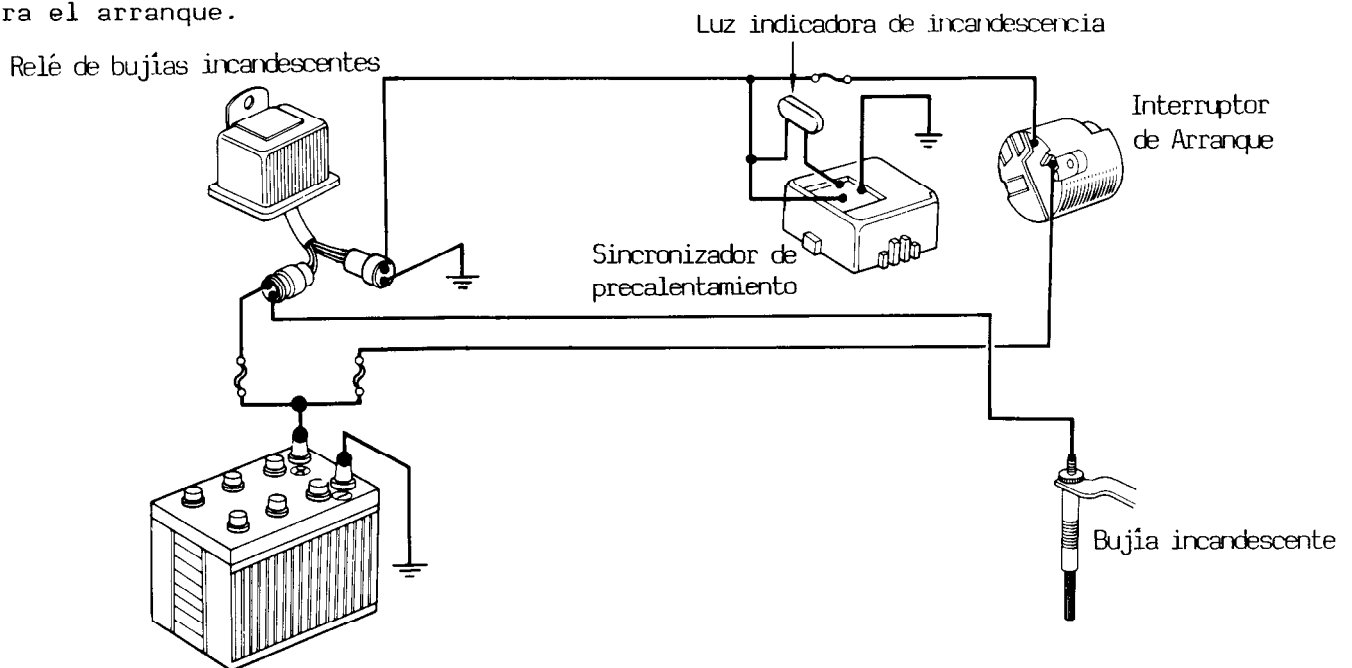 ra el arranque.
Luz indicadora de incandescencia
Relé de bujías incandescentes
Interruptor
de Arranque
Sincronizador de
precalentamiento
Bujía incandescente